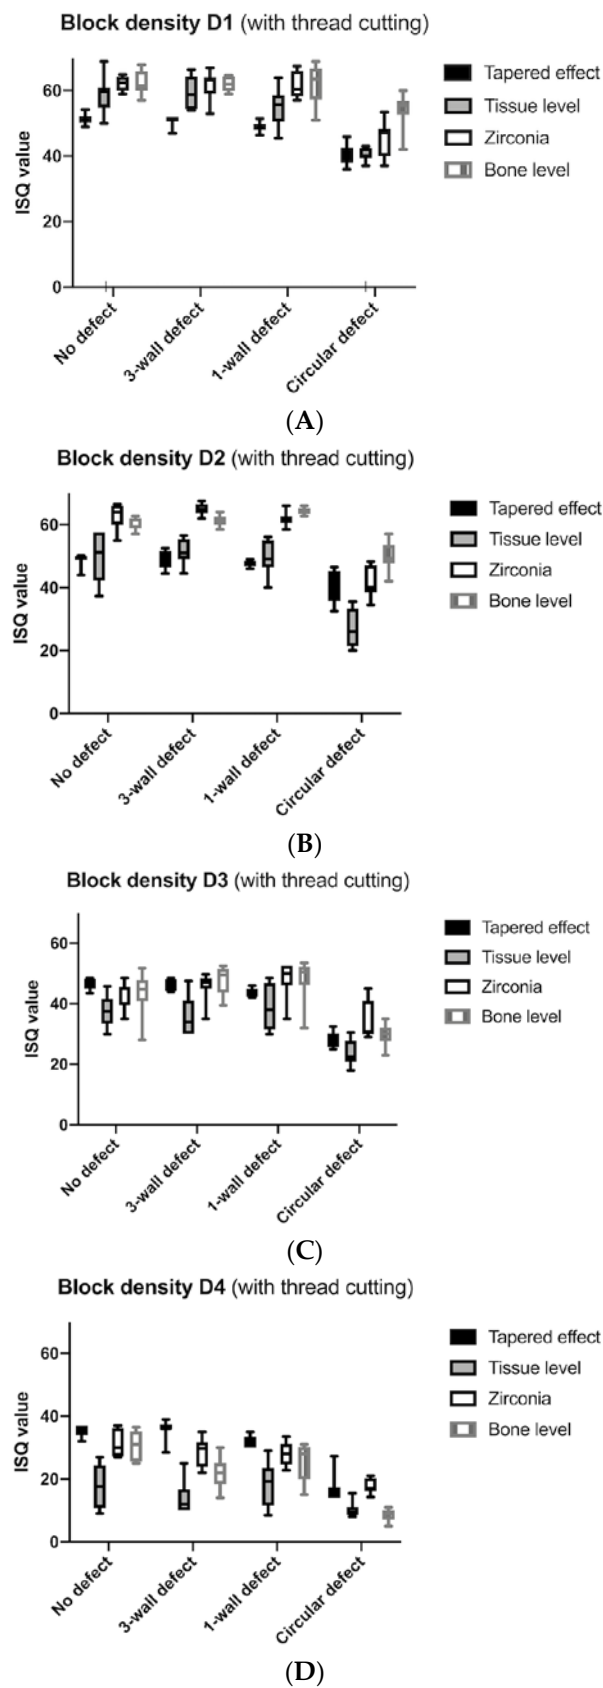 Block density D1 (with thread cutting)
ISQ value
60
40
20
0
No defect
3-wall defect
1-wall defect
Circular defect
Tapered effect
Tissue level
Zirconia
Bone level
(A)
Block density D2 (with thread cutting)
ISQ value
60
40
20
0
No defect
3-wall defect
1-wall defect
Circular defect
Tapered effect
Tissue level
Zirconia
Bone level
(B)
Block density D3 (with thread cutting)
ISQ value
60
40
20
0
No defect
3-wall defect
1-wall defect
Circular defect
Tapered effect
Tissue level
Zirconia
Bone level
(C)
Block density D4 (with thread cutting)
ISQ value
60
40
20
0
No defect
3-wall defect
1-wall defect
Circular defect
Tapered effect
Tissue level
Zirconia
Bone level
(D)